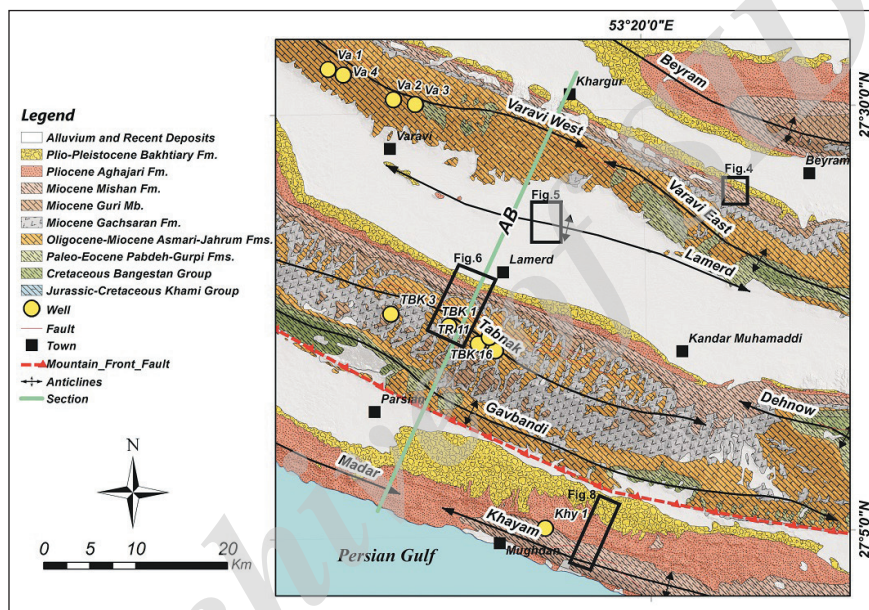 53°20'0"E
27°30'0"N
27°5'0"N
Legend
Alluvium and Recent Deposits
Plio-Pleistocene Bakhtiary Fm.
Pliocene Aghajari Fm.
Miocene Mishan Fm.
Miocene Guri Mb.
Miocene Gachsaran Fm.
Oligocene-Miocene Asmari-Jahrum Fms.
Paleo-Eocene Pabdeh-Gurpi Fms.
Cretaceous Bangestan Group
Jurassic-Cretaceous Khami Group
Well
Fault
Town
Mountain_Front_Fault
Anticlines
Section
N
0 5 10 20
Km
Va 1
Va 4
Va 2
Va 3
Khargur
Beyram
Varavi West
Varavi
Beyram
Fig.4
Fig.5
Varavi East
AB
Lamerd
Lamerd
Fig.6
TBK 3
TBK 1
TR 11
TBK 16
Tabnak
Kandar Muhamaddi
Parsian
Gavbandi
Dehnow
Madar
Fig.8
Khy 1
Khayam
Mughdan
Persian Gulf